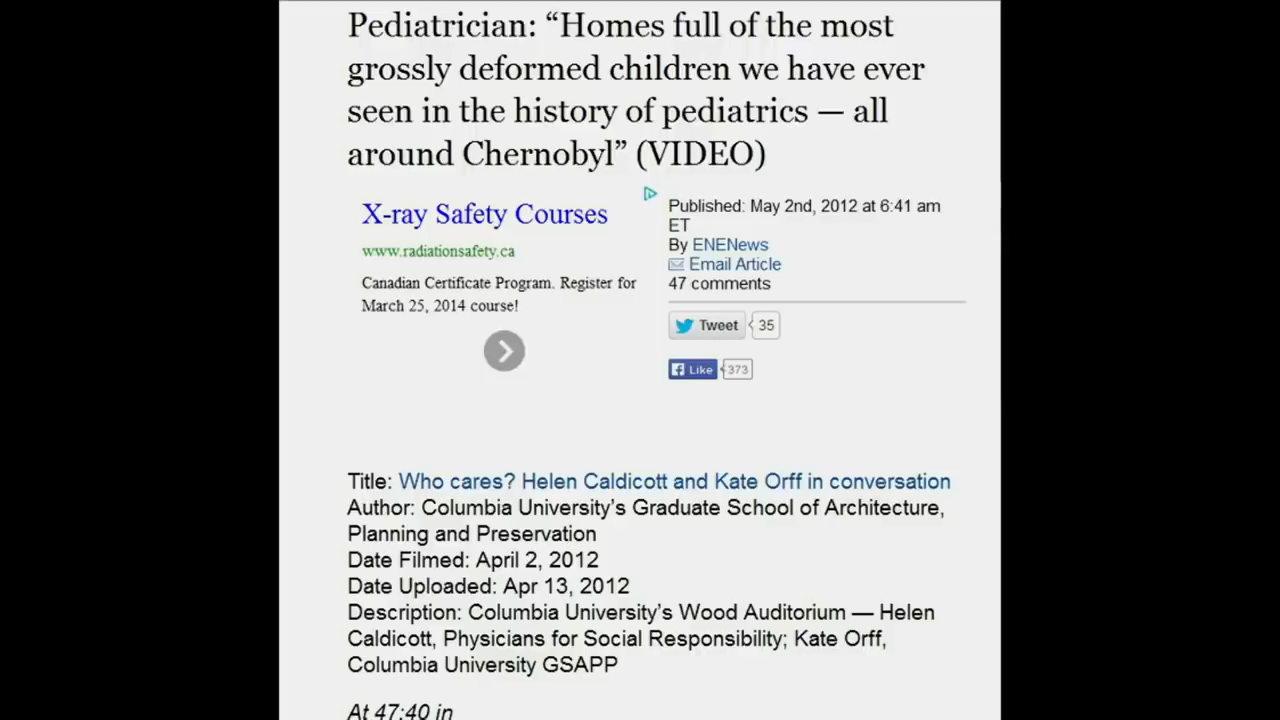 Pediatrician: “Homes full of the most
grossly deformed children we have ever
seen in the history of pediatrics — all
around Chernobyl” (VIDEO)
X-ray Safety Courses
www.radiationsafety.ca
Canadian Certificate Program. Register for
March 25, 2014 course!
Published: May 2nd, 2012 at 6:41 am
ET
By ENENews
Email Article
47 comments
Tweet 35
Like 373
Title: Who cares? Helen Caldicott and Kate Orff in conversation
Author: Columbia University’s Graduate School of Architecture,
Planning and Preservation
Date Filmed: April 2, 2012
Date Uploaded: Apr 13, 2012
Description: Columbia University’s Wood Auditorium — Helen
Caldicott, Physicians for Social Responsibility; Kate Orff,
Columbia University GSAPP
At 47:40 in